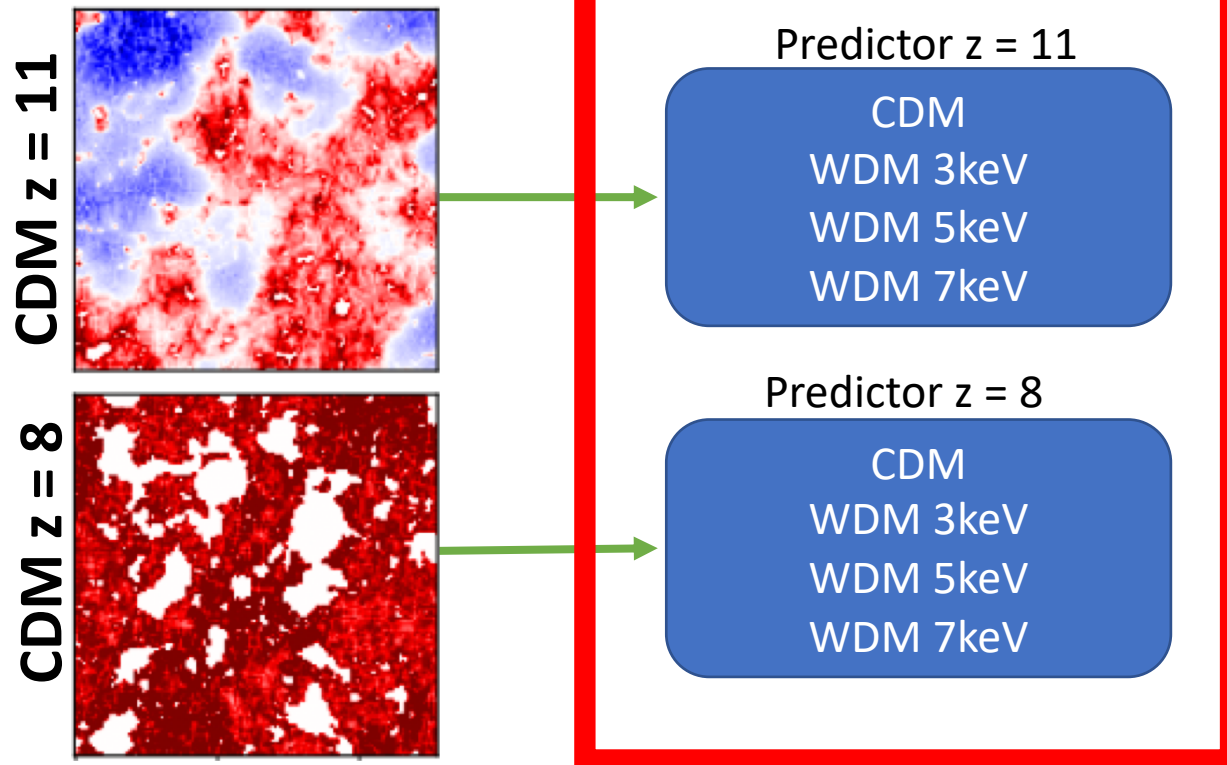 CDM z = 11
Predictor z = 11
CDM
WDM 3keV
WDM 5keV
WDM 7keV
CDM z = 8
Predictor z = 8
CDM
WDM 3keV
WDM 5keV
WDM 7keV